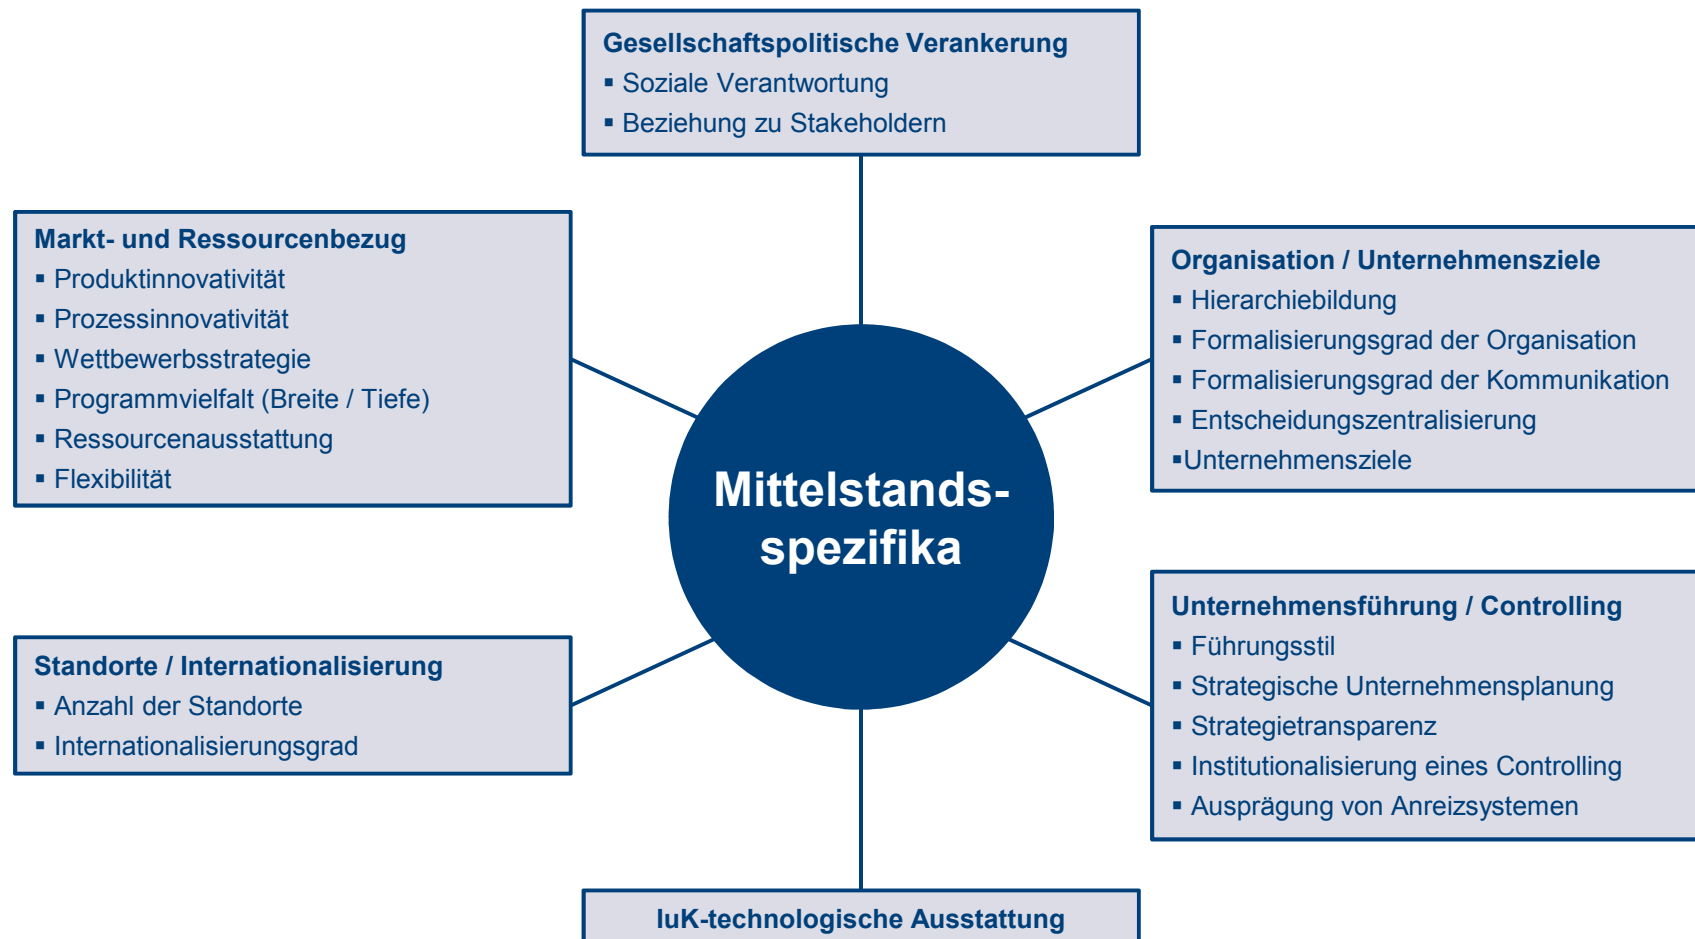 Gesellschaftspolitische Verankerung
▪ Soziale Verantwortung
▪ Beziehung zu Stakeholdern
Markt- und Ressourcenbezug
▪ Produktinnovativität
▪ Prozessinnovativität
▪ Wettbewerbsstrategie
▪ Programmvielfalt (Breite / Tiefe)
▪ Ressourcenausstattung
▪ Flexibilität
Organisation / Unternehmensziele
▪ Hierarchiebildung
▪ Formalisierungsgrad der Organisation
▪ Formalisierungsgrad der Kommunikation
▪ Entscheidungszentralisierung
▪Unternehmensziele
Mittelstands-
spezifika
Standorte / Internationalisierung
▪ Anzahl der Standorte
▪ Internationalisierungsgrad
Unternehmensführung / Controlling
▪ Führungsstil
▪ Strategische Unternehmensplanung
▪ Strategietransparenz
▪ Institutionalisierung eines Controlling
▪ Ausprägung von Anreizsystemen
IuK-technologische Ausstattung